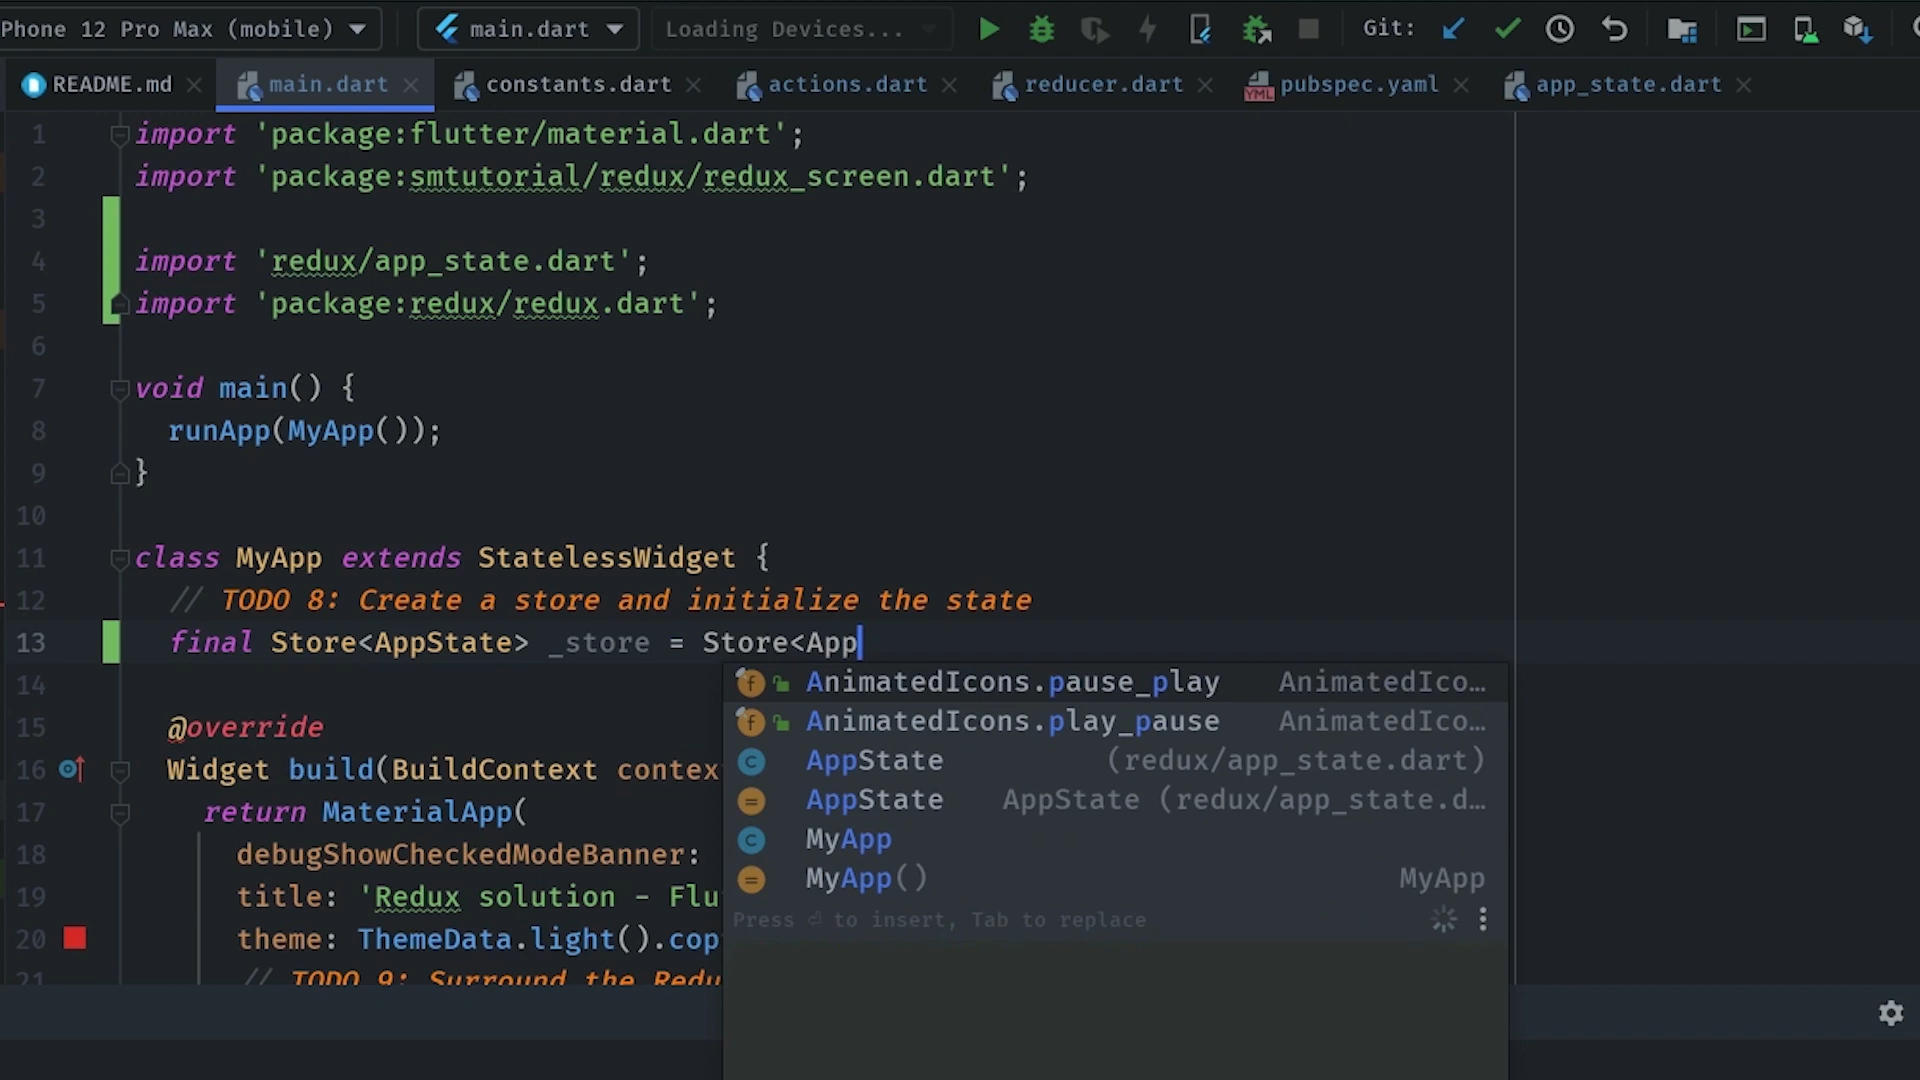 Phone 12 Pro Max (mobile) main.dart Loading Devices... Git:
README.md main.dart constants.dart actions.dart reducer.dart pubspec.yaml app_state.dart
1 import 'package:flutter/material.dart';
2 import 'package:smtutorial/redux/redux_screen.dart';
3
4 import 'redux/app_state.dart';
5 import 'package:redux/redux.dart';
6
7 void main() {
8 runApp(MyApp());
9 }
10
11 class MyApp extends StatelessWidget {
12 // TODO 8: Create a store and initialize the state
13 final Store<AppState> _store = Store<App
14
15 @override
16 Widget build(BuildContext contex
17 return MaterialApp(
18 debugShowCheckedModeBanner:
19 title: 'Redux solution - Flu
20 theme: ThemeData.light().cop
21 // TODO 9: Surround the Redu
AnimatedIcons.pause_play AnimatedIco…
AnimatedIcons.play_pause AnimatedIco…
AppState (redux/app_state.dart)
AppState AppState (redux/app_state.d…
MyApp
MyApp() MyApp
Press ⏎ to insert, Tab to replace